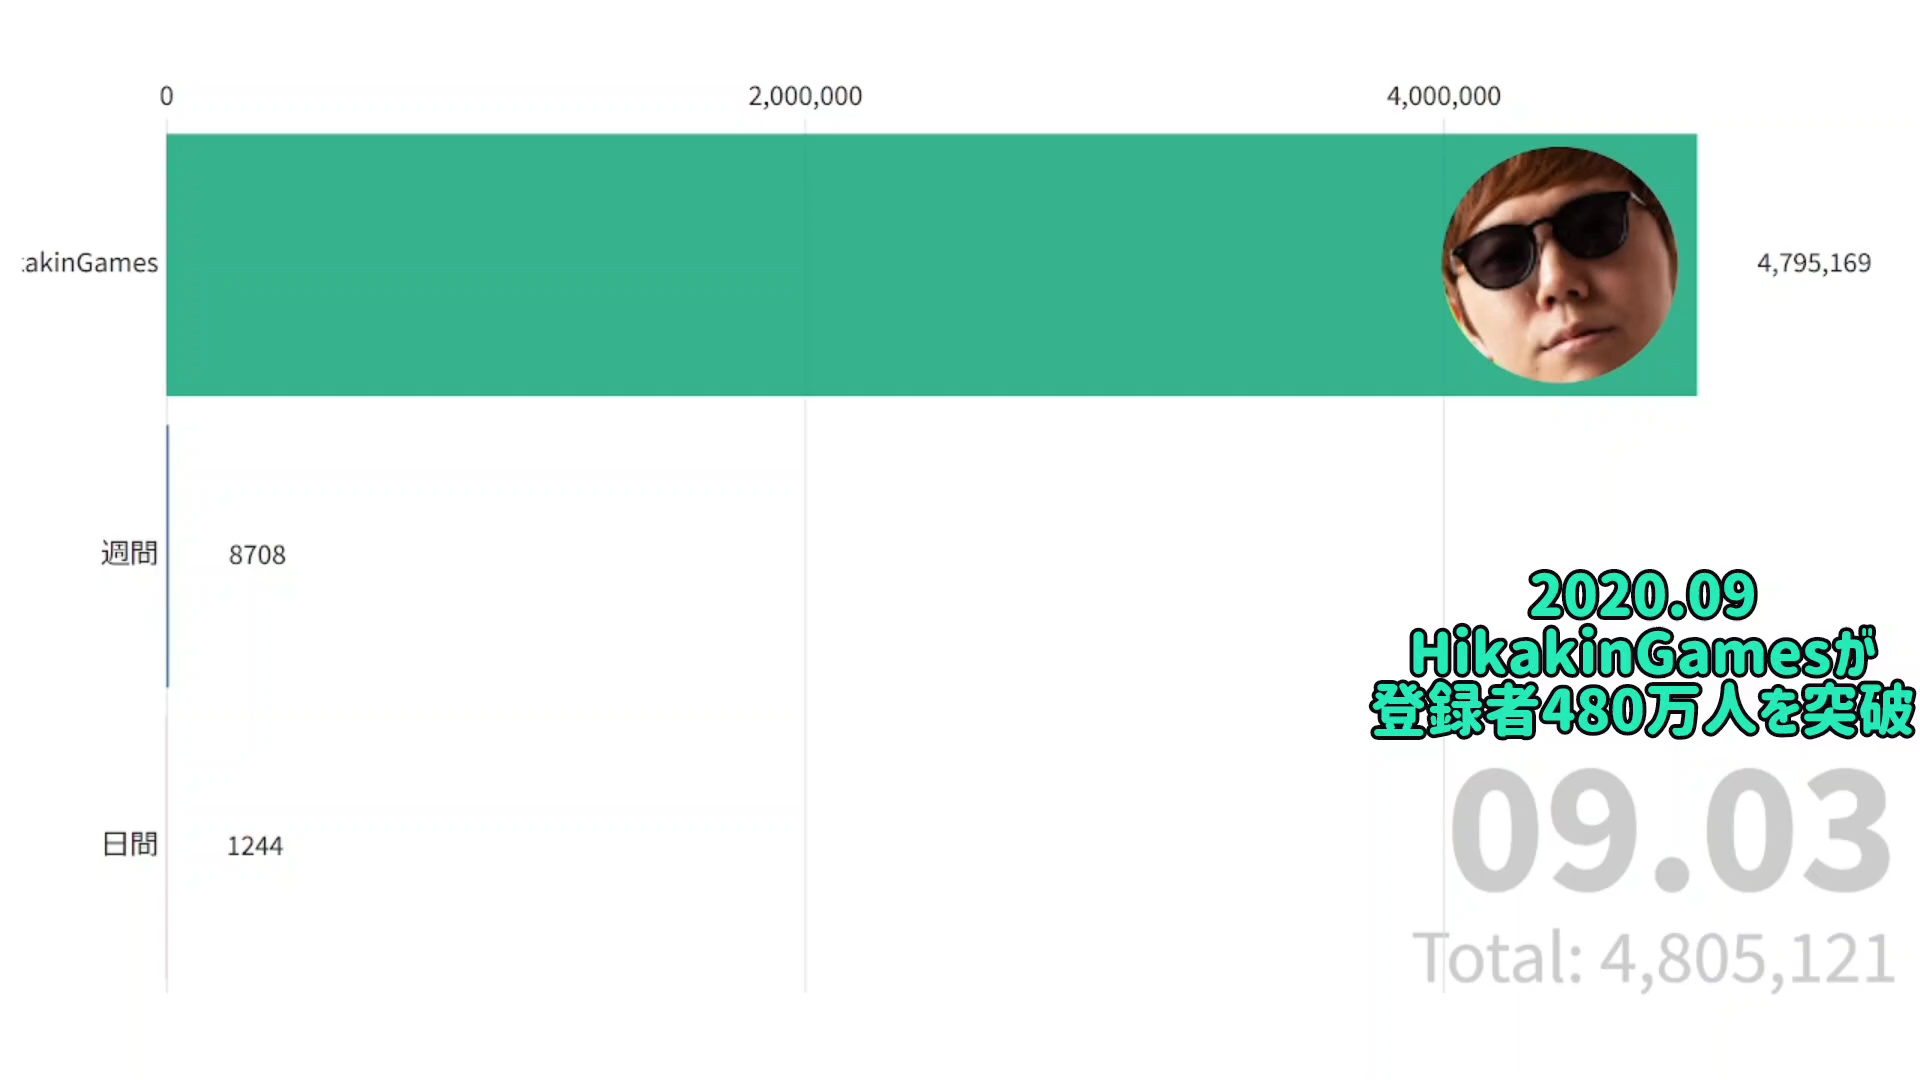 0
2,000,000
4,000,000
akinGames
4,795,169
週間
8708
2020.09
HikakinGamesが
登録者480万人を突破
日間
1244
09.03
Total: 4,805,121